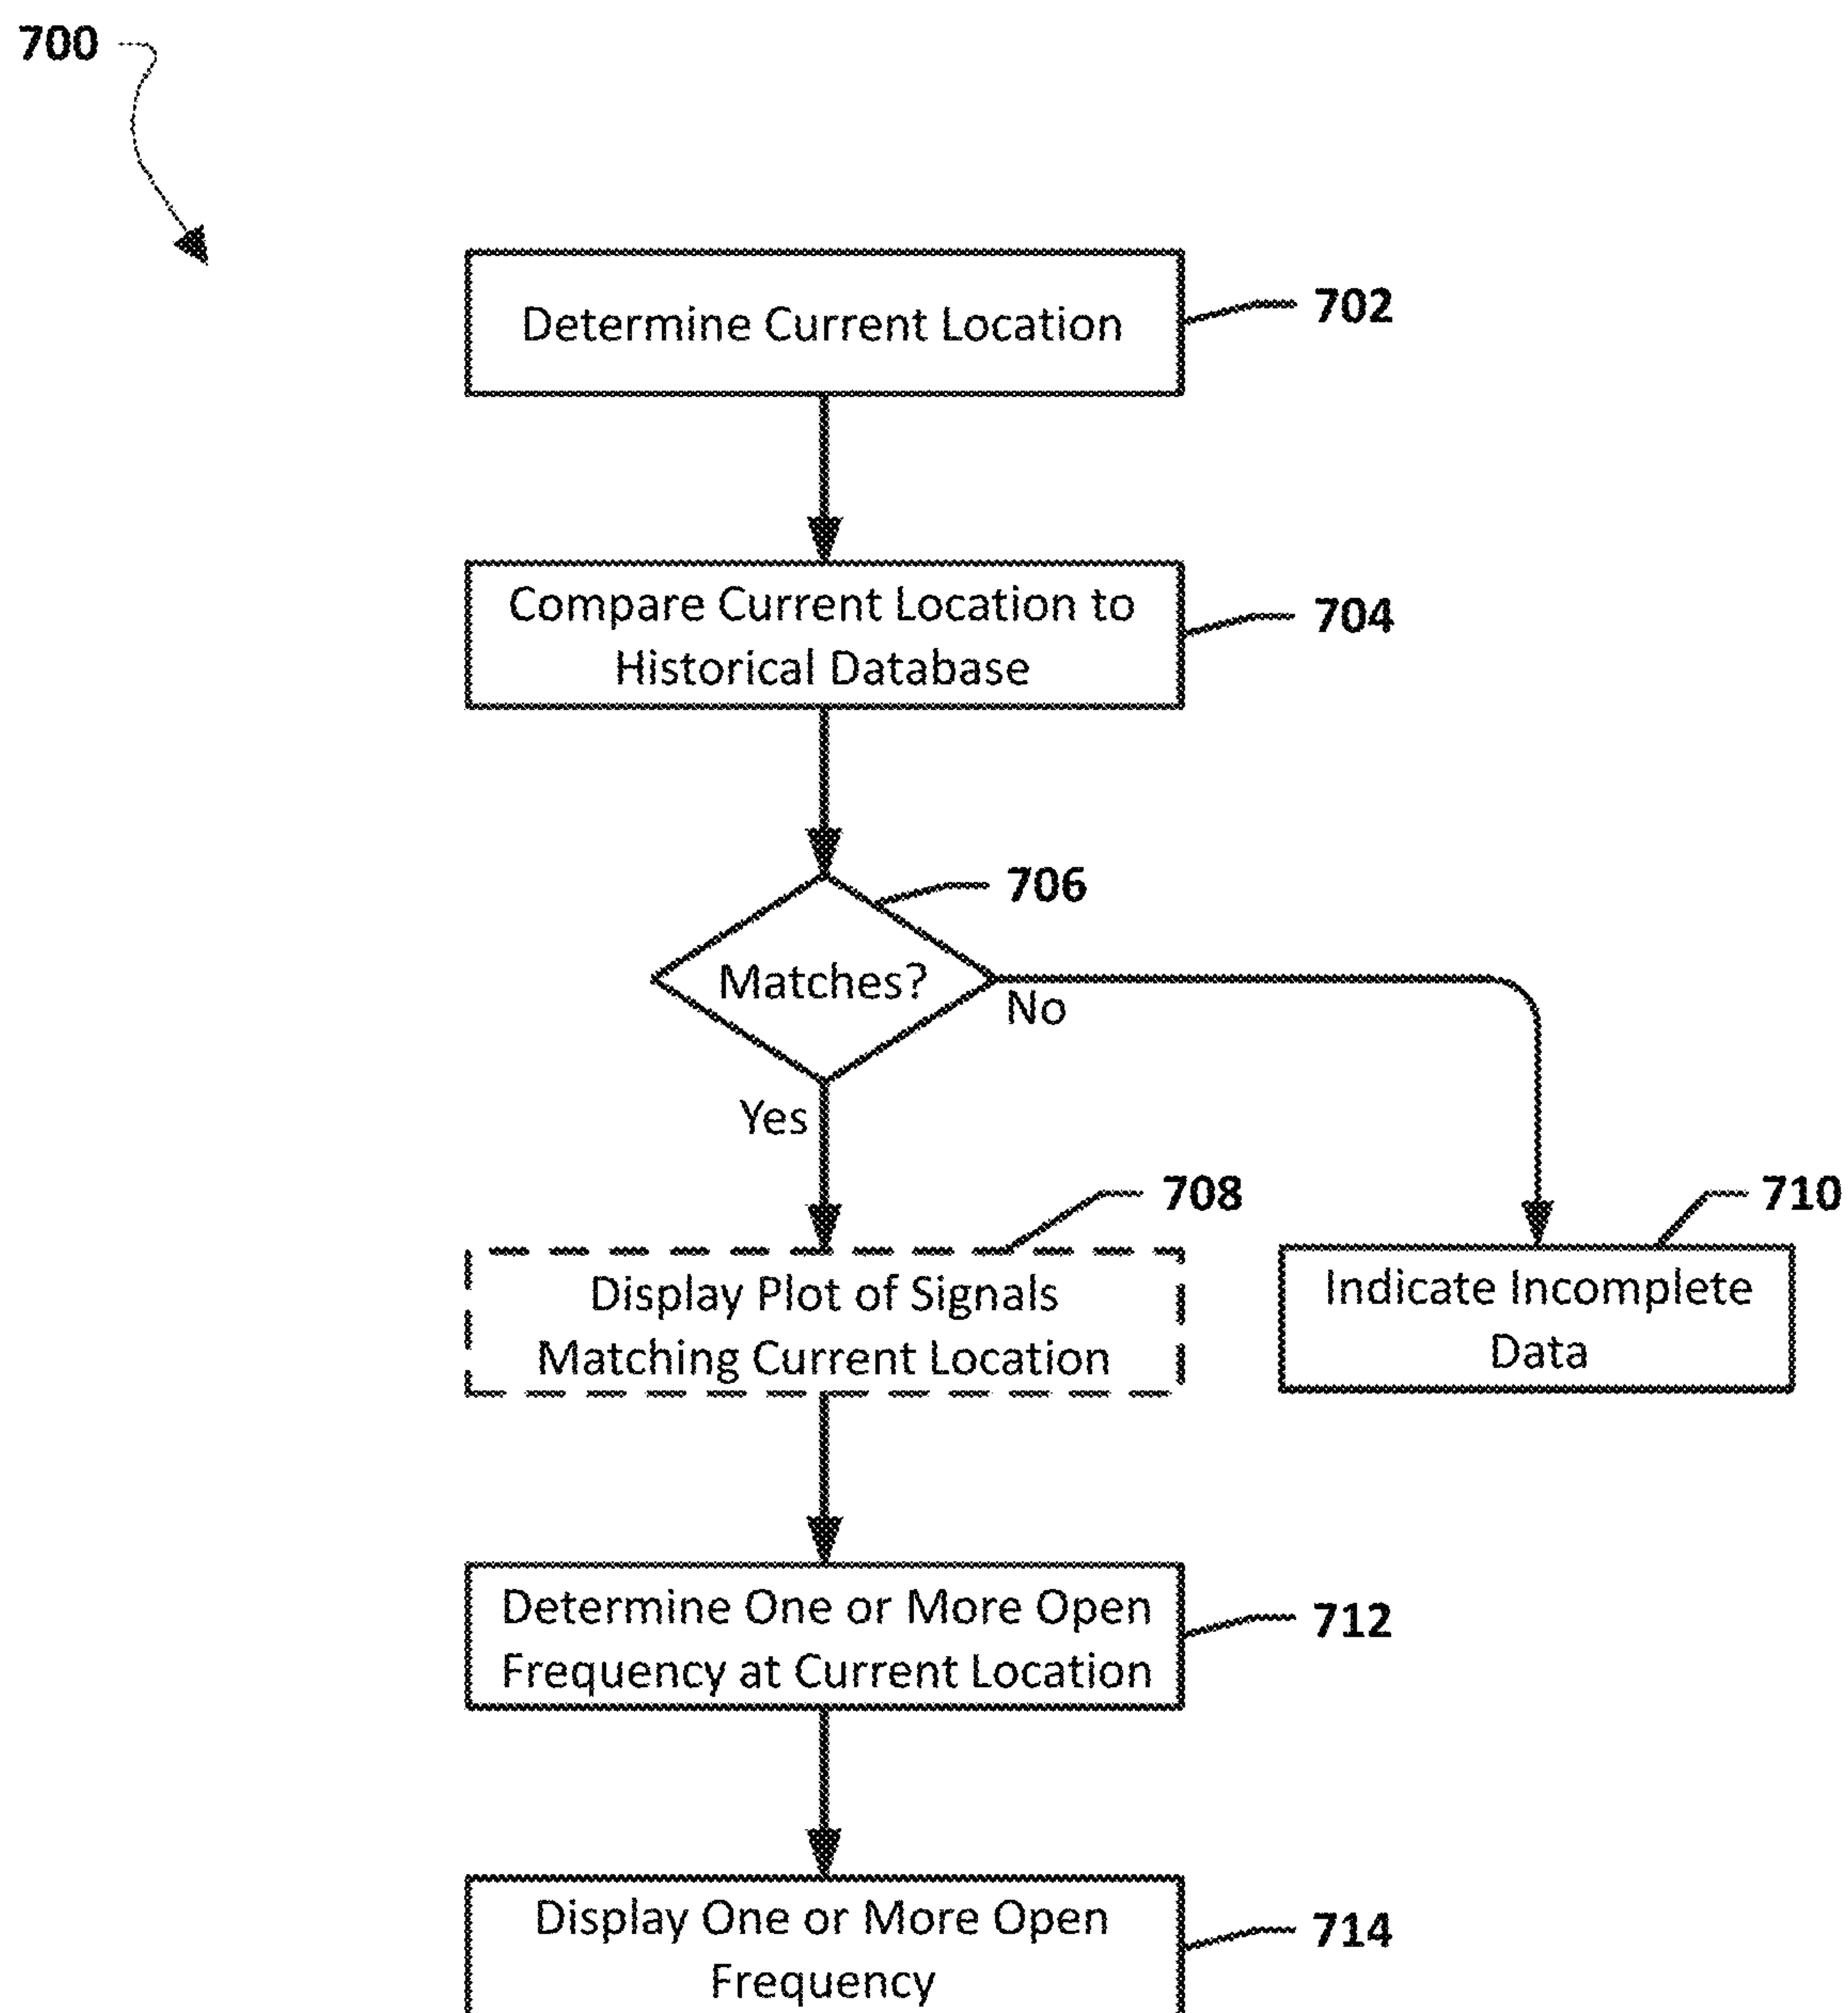 700
Determine Current Location
702
Compare Current Location to
Historical Database
704
706
Matches?
No
Yes
708
710
Display Plot of Signals
Matching Current Location
Indicate Incomplete
Data
Determine One or More Open
Frequency at Current Location
712
Display One or More Open
Frequency
714